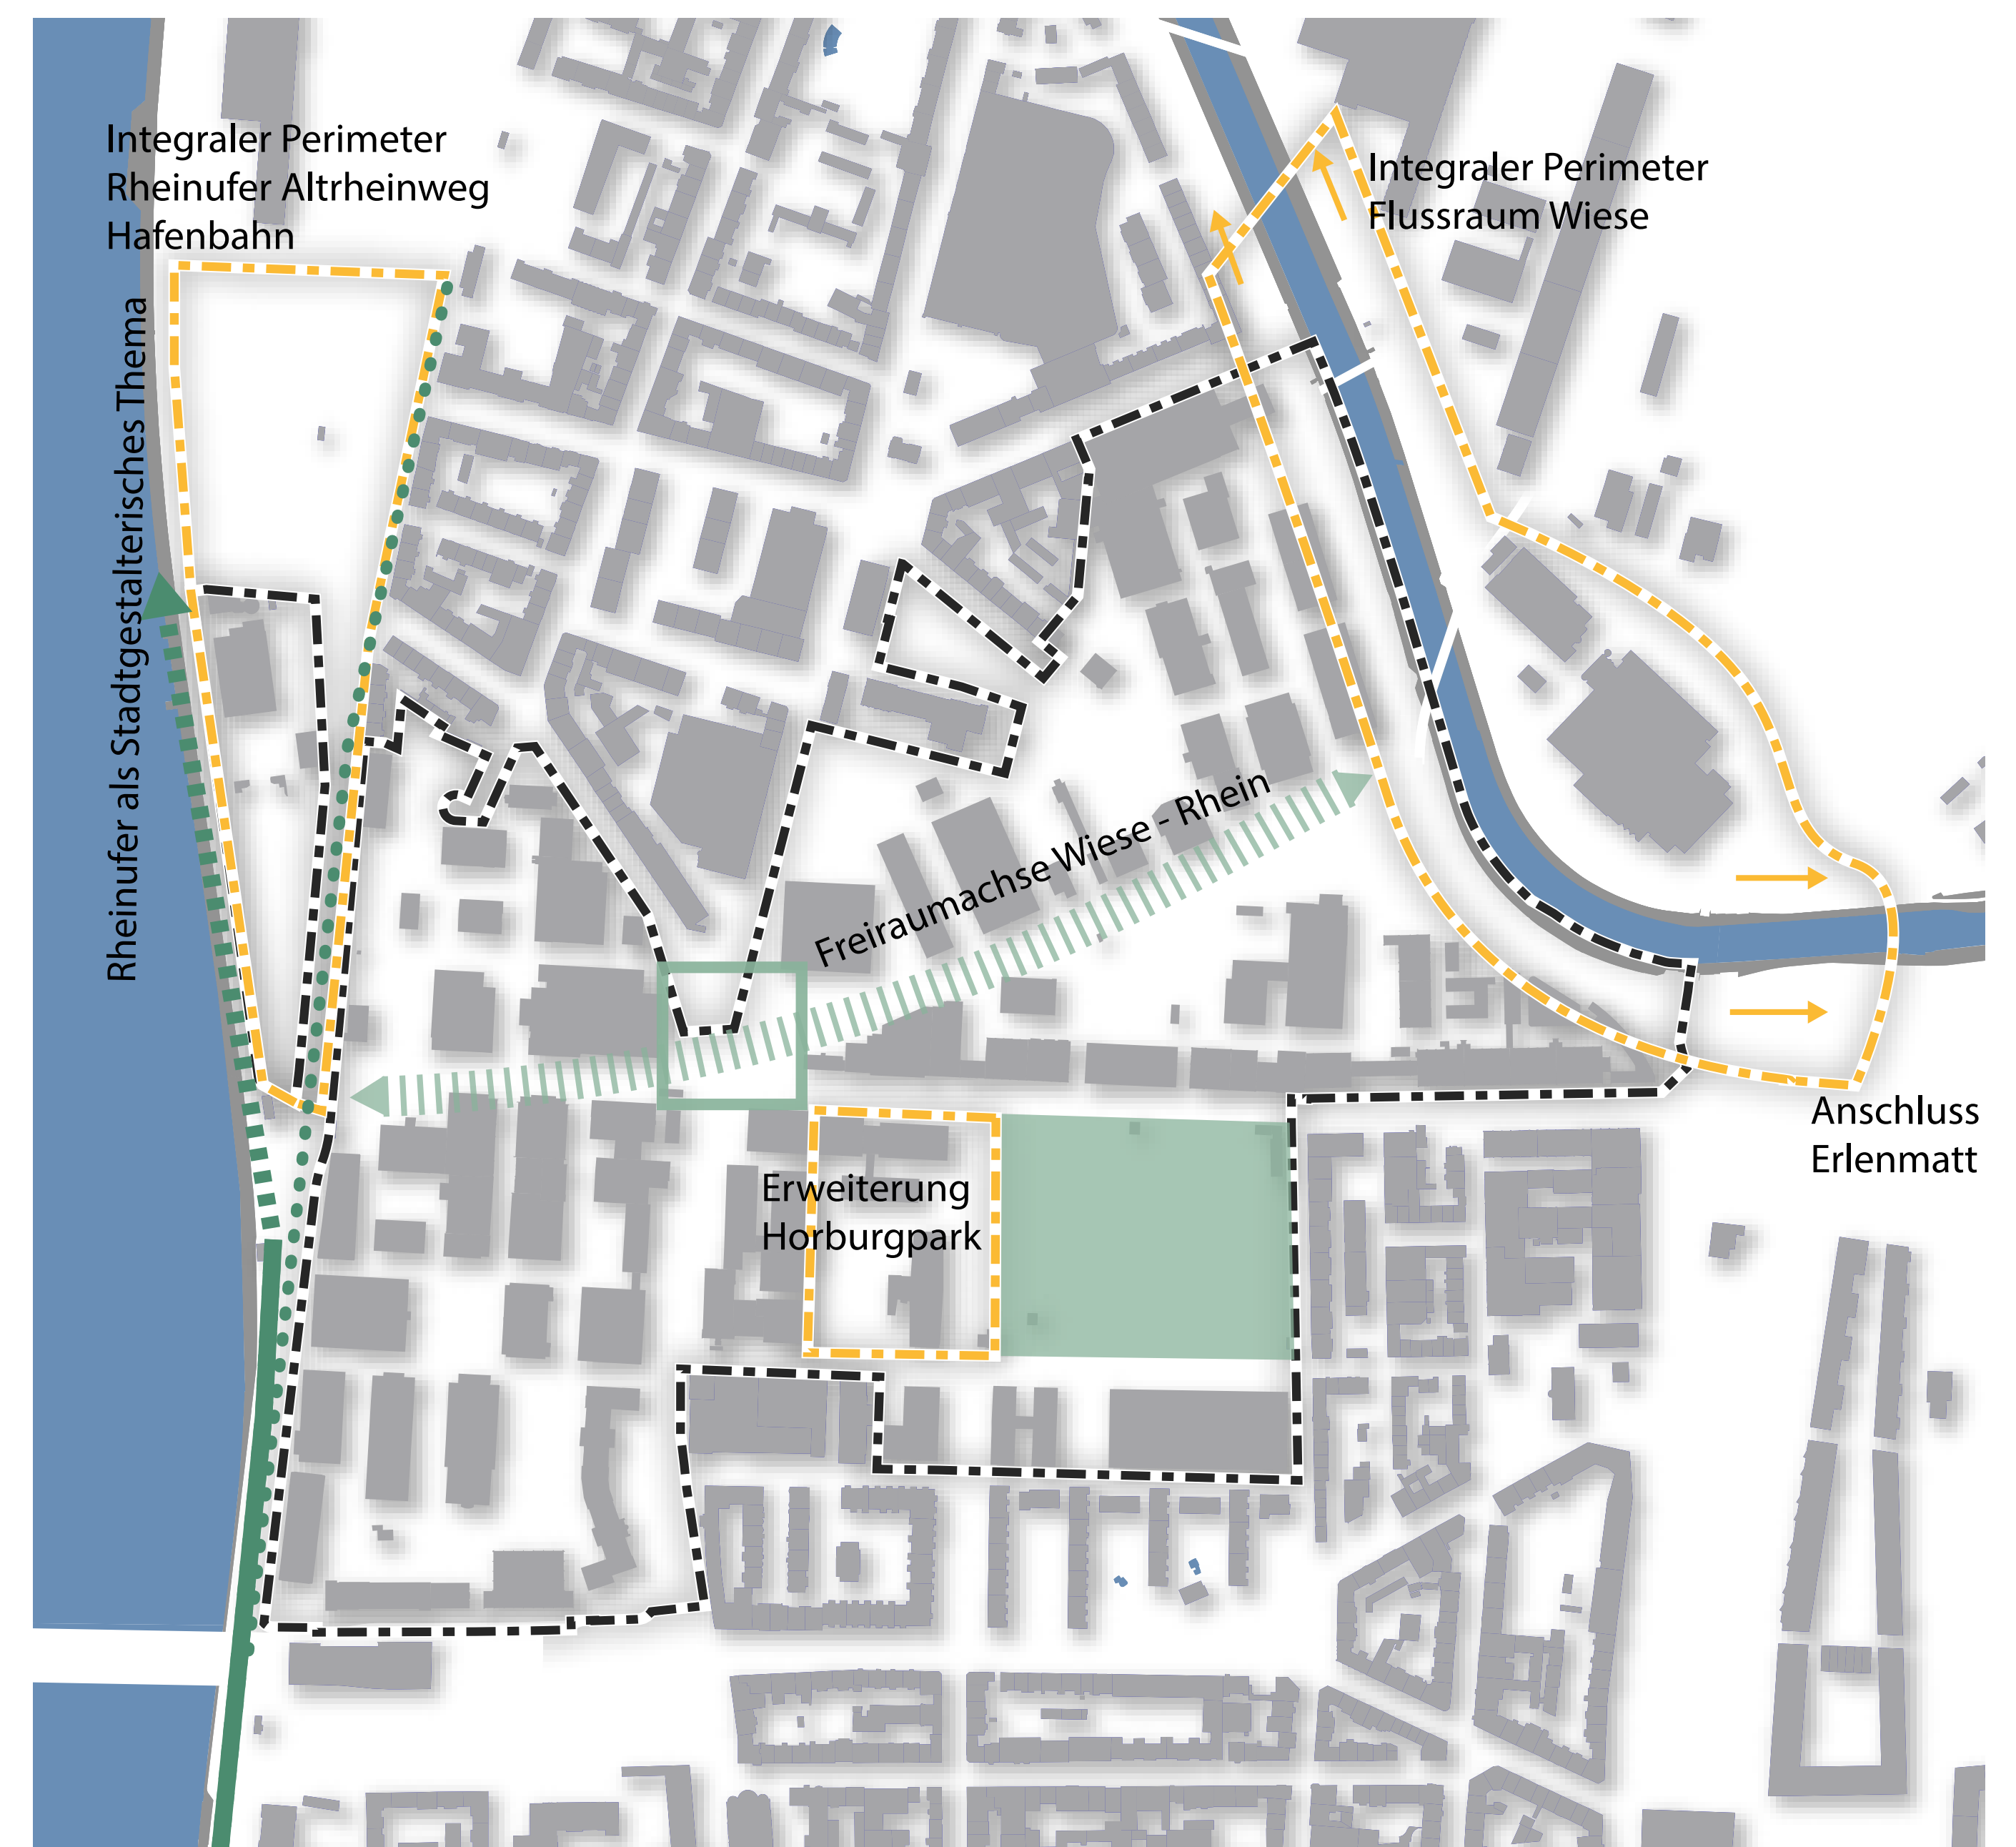 Integraler Perimeter
Rheinufer Altrheinweg
Hafenbahn
Integraler Perimeter
Flussraum Wiese
Rheinufer als Stadtgestalterisches Thema
Freiraumachse Wiese - Rhein
Erweiterung
Horburgpark
Anschluss
Erlenmatt